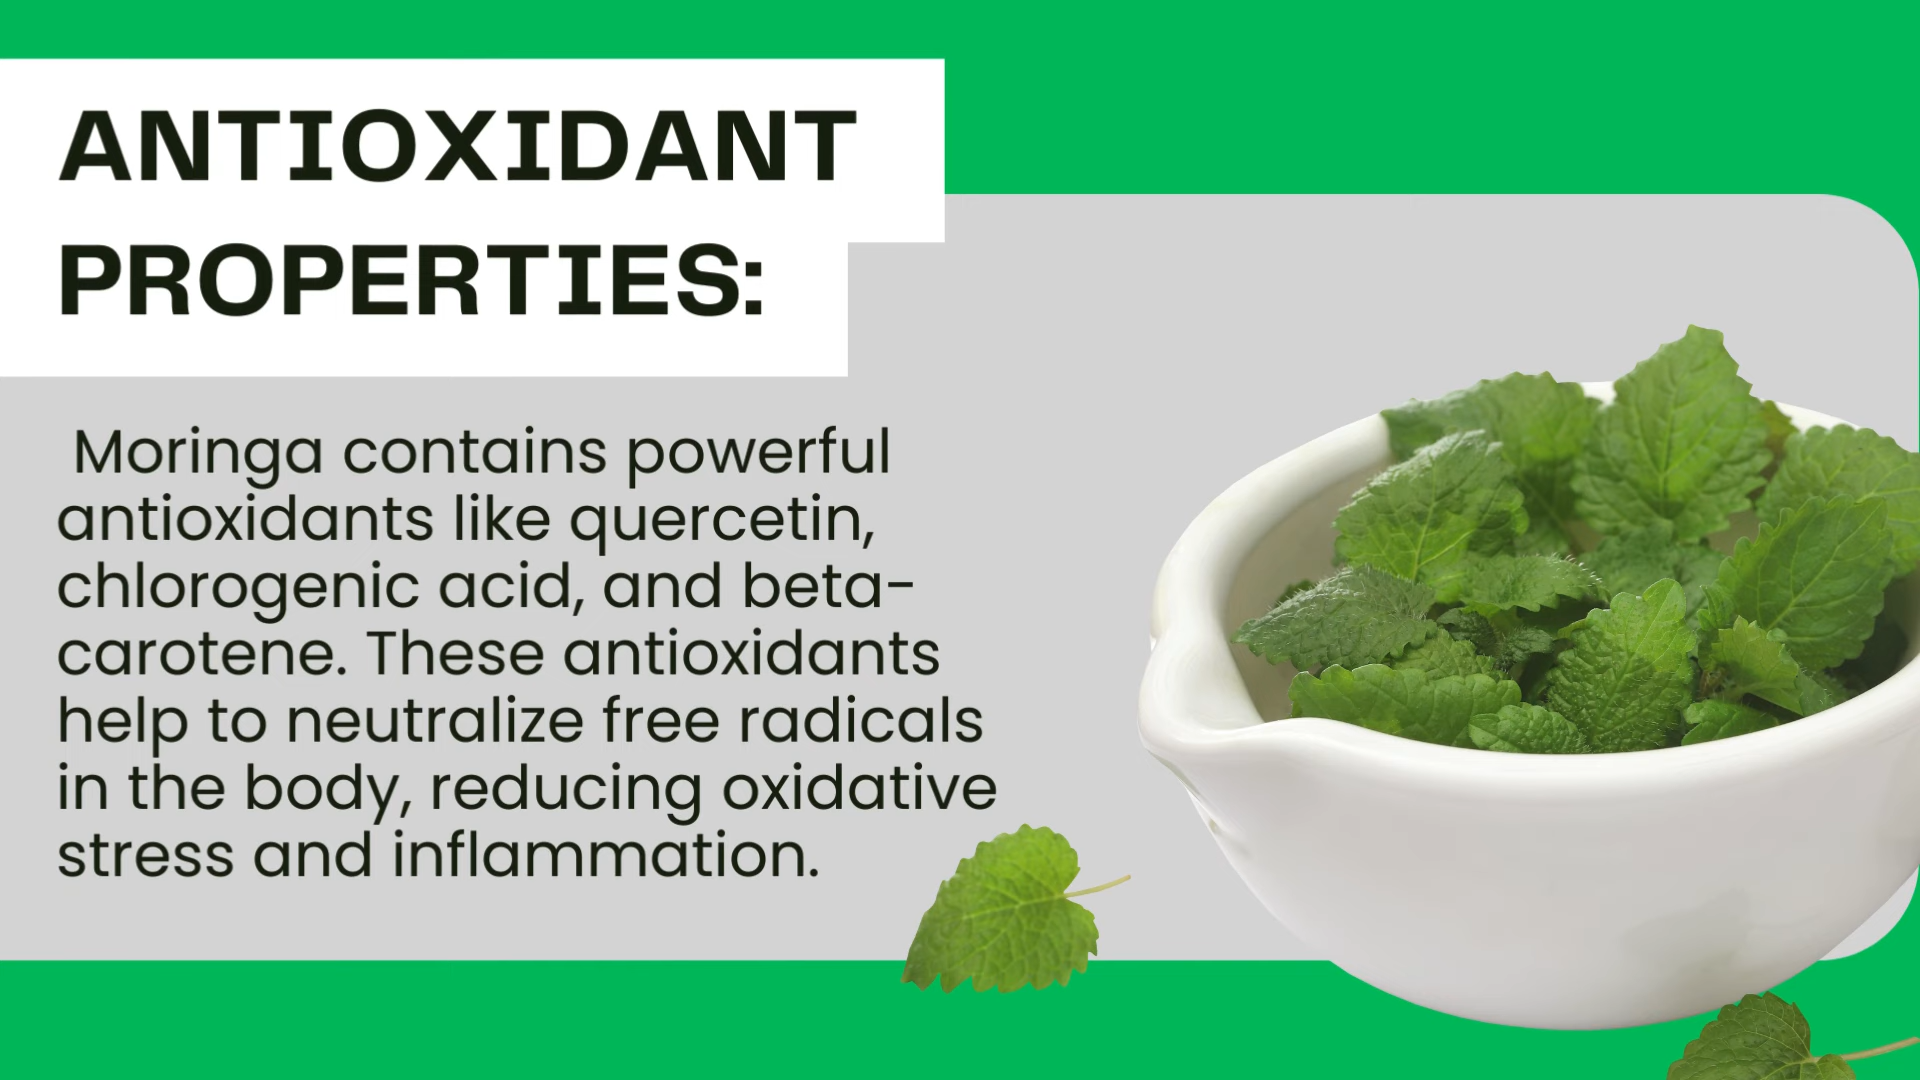 ANTIOXIDANT
PROPERTIES:
Moringa contains powerful
antioxidants like quercetin,
chlorogenic acid, and beta-
carotene. These antioxidants
help to neutralize free radicals
in the body, reducing oxidative
stress and inflammation.